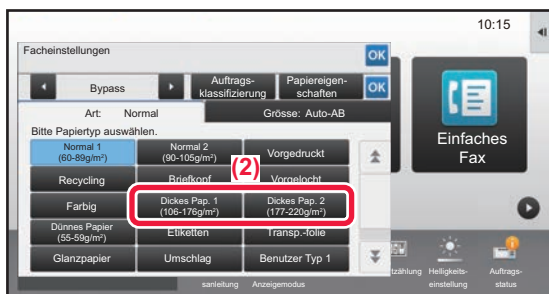 10:15
Facheinstellungen
OK
Bypass
Auftrags-
klassifizierung
Papiereigen-
schaften
OK
Art: Normal
Grösse: Auto-AB
Bitte Papiertyp auswählen.
Normal 1
(60-89g/m²)
Normal 2
(90-105g/m²)
Vorgedruckt
Recycling
Briefkopf
(2)
Vorgelocht
Farbig
Dickes Pap. 1
(106-176g/m²)
Dickes Pap. 2
(177-220g/m²)
Dünnes Papier
(55-59g/m²)
Etiketten
Transp.-folie
Glanzpapier
Umschlag
Benutzer Typ 1
Einfaches
Fax
sanleitung
Anzeigemodus
tzählung
Helligkeits-
einstellung
Auftrags-
status